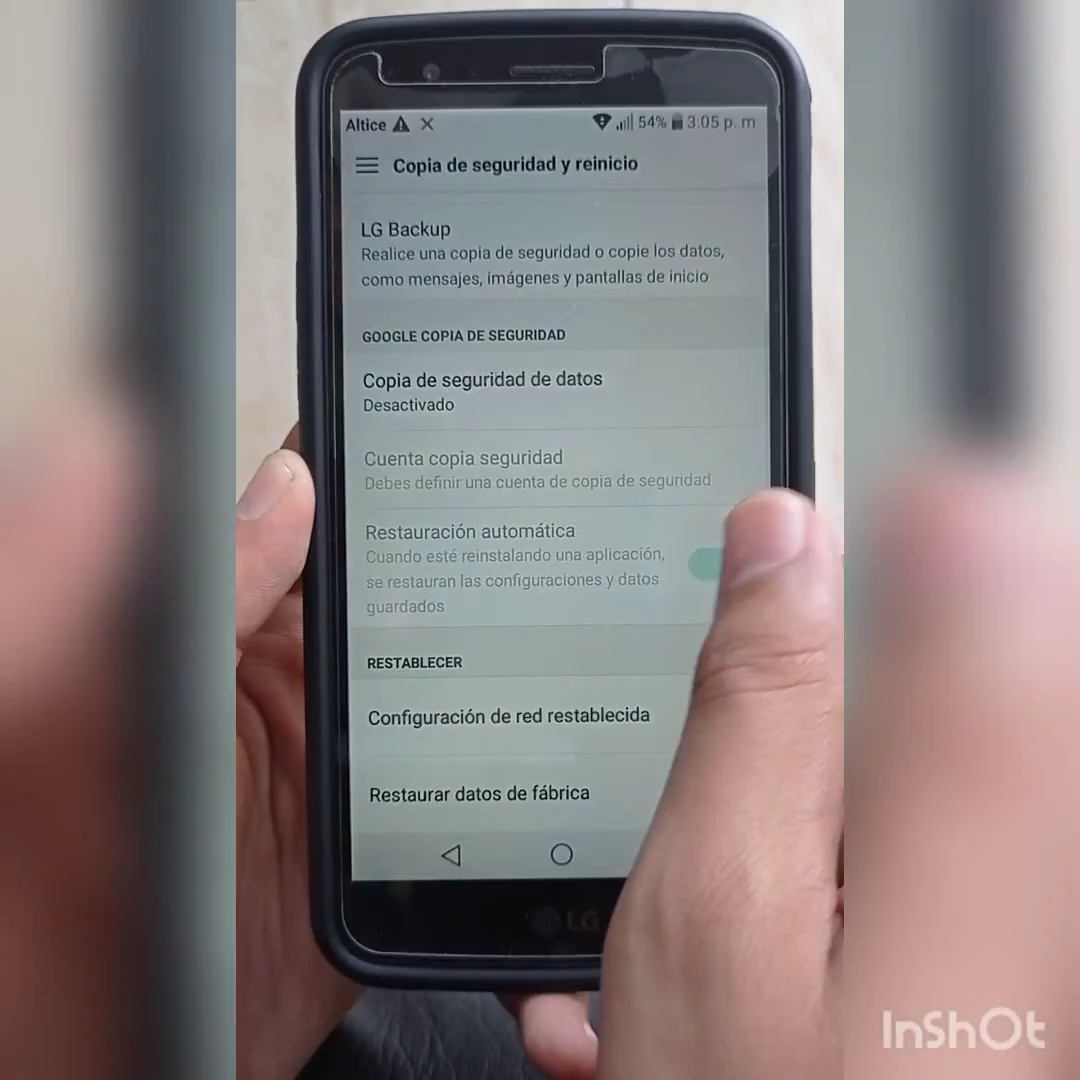 Altice 54% 3:05 p. m
Copia de seguridad y reinicio
LG Backup
Realice una copia de seguridad o copie los datos,
como mensajes, imágenes y pantallas de inicio
GOOGLE COPIA DE SEGURIDAD
Copia de seguridad de datos
Desactivado
Cuenta copia seguridad
Debes definir una cuenta de copia de seguridad
Restauración automática
Cuando esté reinstalando una aplicación,
se restauran las configuraciones y datos
guardados
RESTABLECER
Configuración de red restablecida
Restaurar datos de fábrica
LG
InShOt